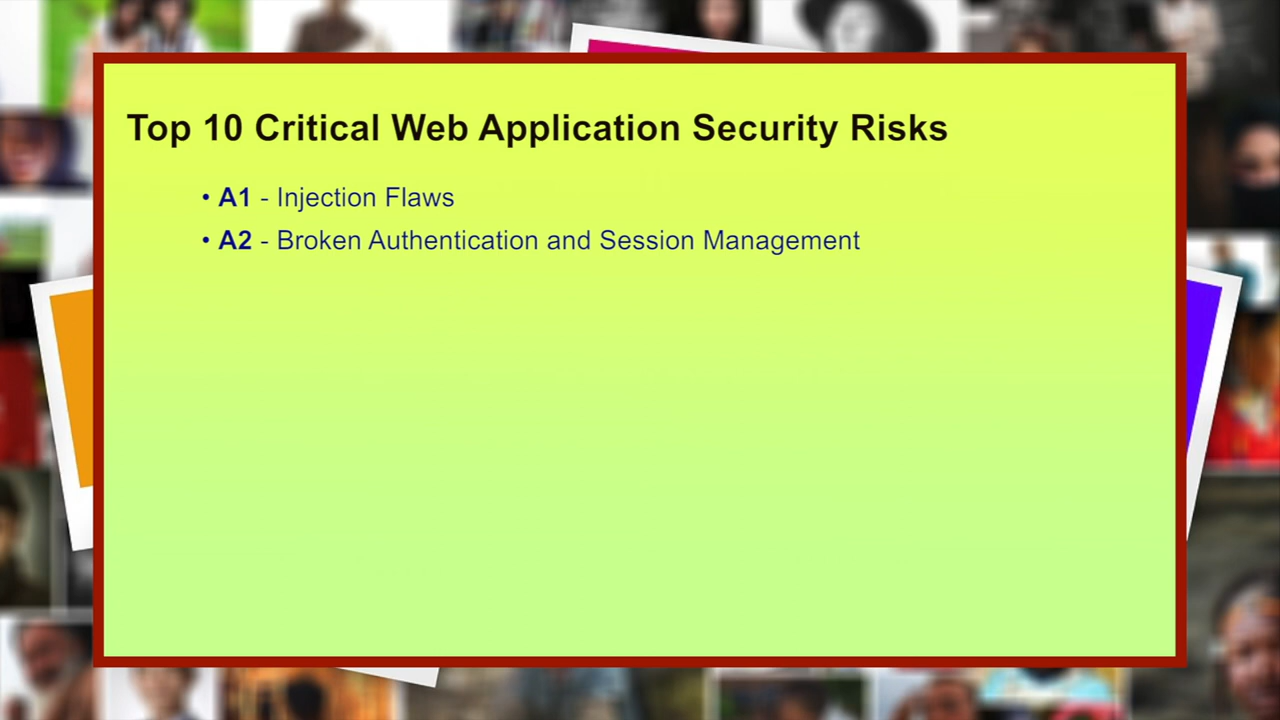 Top 10 Critical Web Application Security Risks
• A1 - Injection Flaws
• A2 - Broken Authentication and Session Management